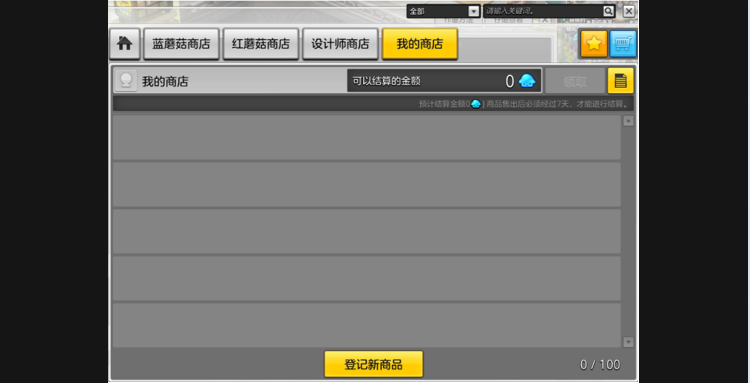 全部
请输入关键词。
蓝蘑菇商店
红蘑菇商店
设计师商店
我的商店
我的商店
可以结算的金额
0
领取
预计结算金额0 | 商品售出后必须经过7天，才能进行结算。
登记新商品
0 / 100